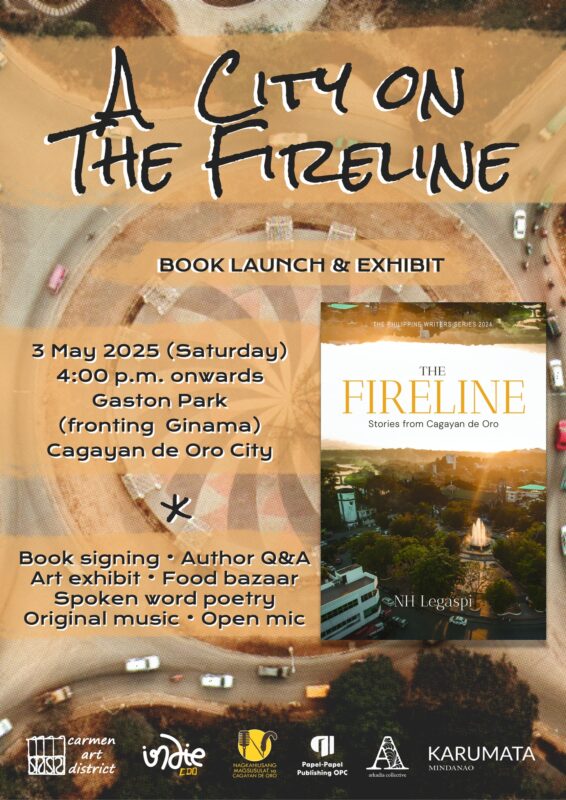 A CITY ON
THE FIRELINE
BOOK LAUNCH & EXHIBIT
3 May 2025 (Saturday)
4:00 p.m. onwards
Gaston Park
(fronting Ginama)
Cagayan de Oro City
*
Book signing • Author Q&A
Art exhibit • Food bazaar
Spoken word poetry
Original music • Open mic
THE PHILIPPINE WRITERS SERIES 2024
THE
FIRELINE
Stories from Cagayan de Oro
NH Legaspi
carmen
art
district
indie
CDO
NAGKAHIUSANG
MAGSUSULAT sa
CAGAYAN DE ORO
Papel-Papel
Publishing OPC
arkadia collective
KARUMATA
MINDANAO